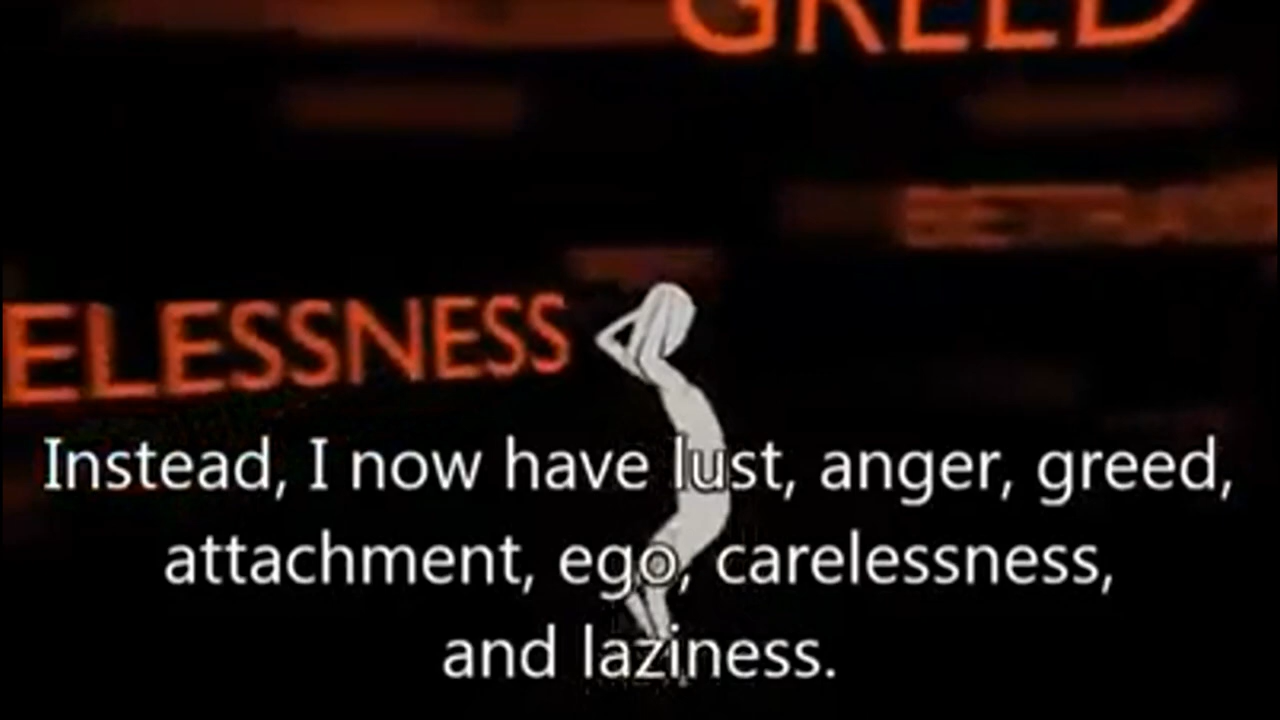 GREED
ELESSNESS
Instead, I now have lust, anger, greed,
attachment, ego, carelessness,
and laziness.